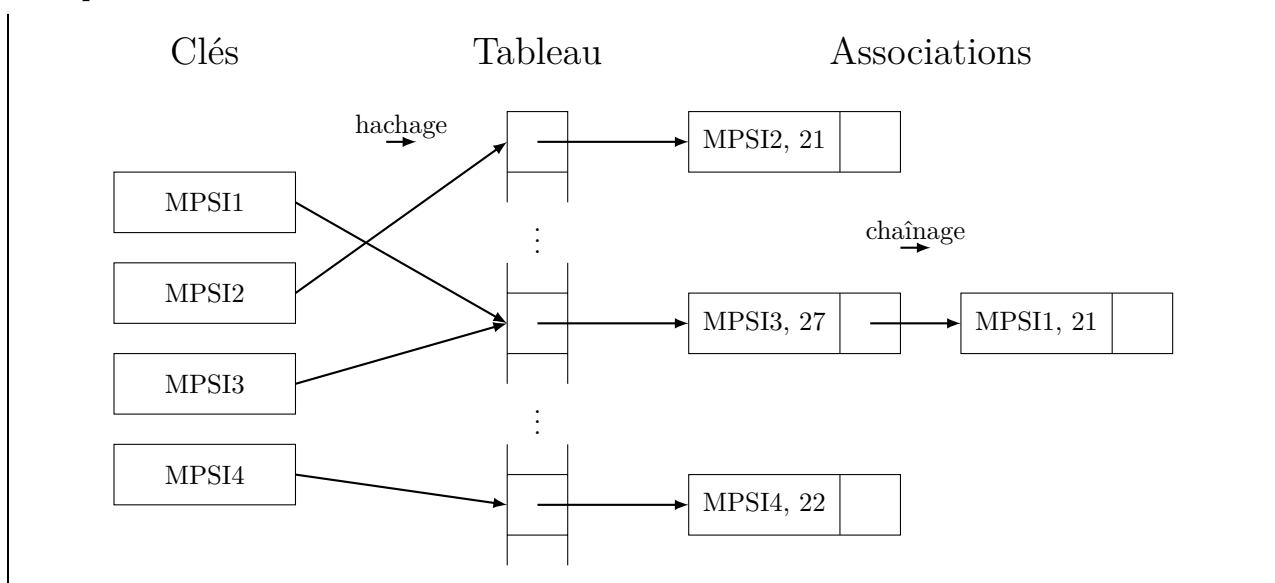 Clés Tableau Associations
hachage
MPSI2, 21
MPSI1
chaînage
MPSI2
MPSI3, 27 MPSI1, 21
MPSI3
MPSI4
MPSI4, 22